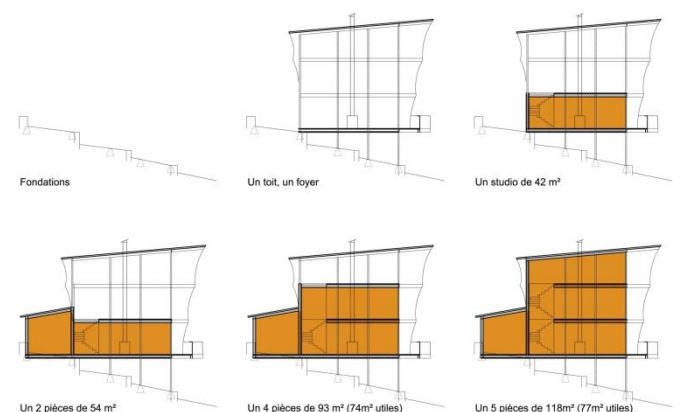 Fondations
Un toit, un foyer
Un studio de 42 m²
Un 2 pièces de 54 m²
Un 4 pièces de 93 m² (74m² utiles)
Un 5 pièces de 118m² (77m² utiles)